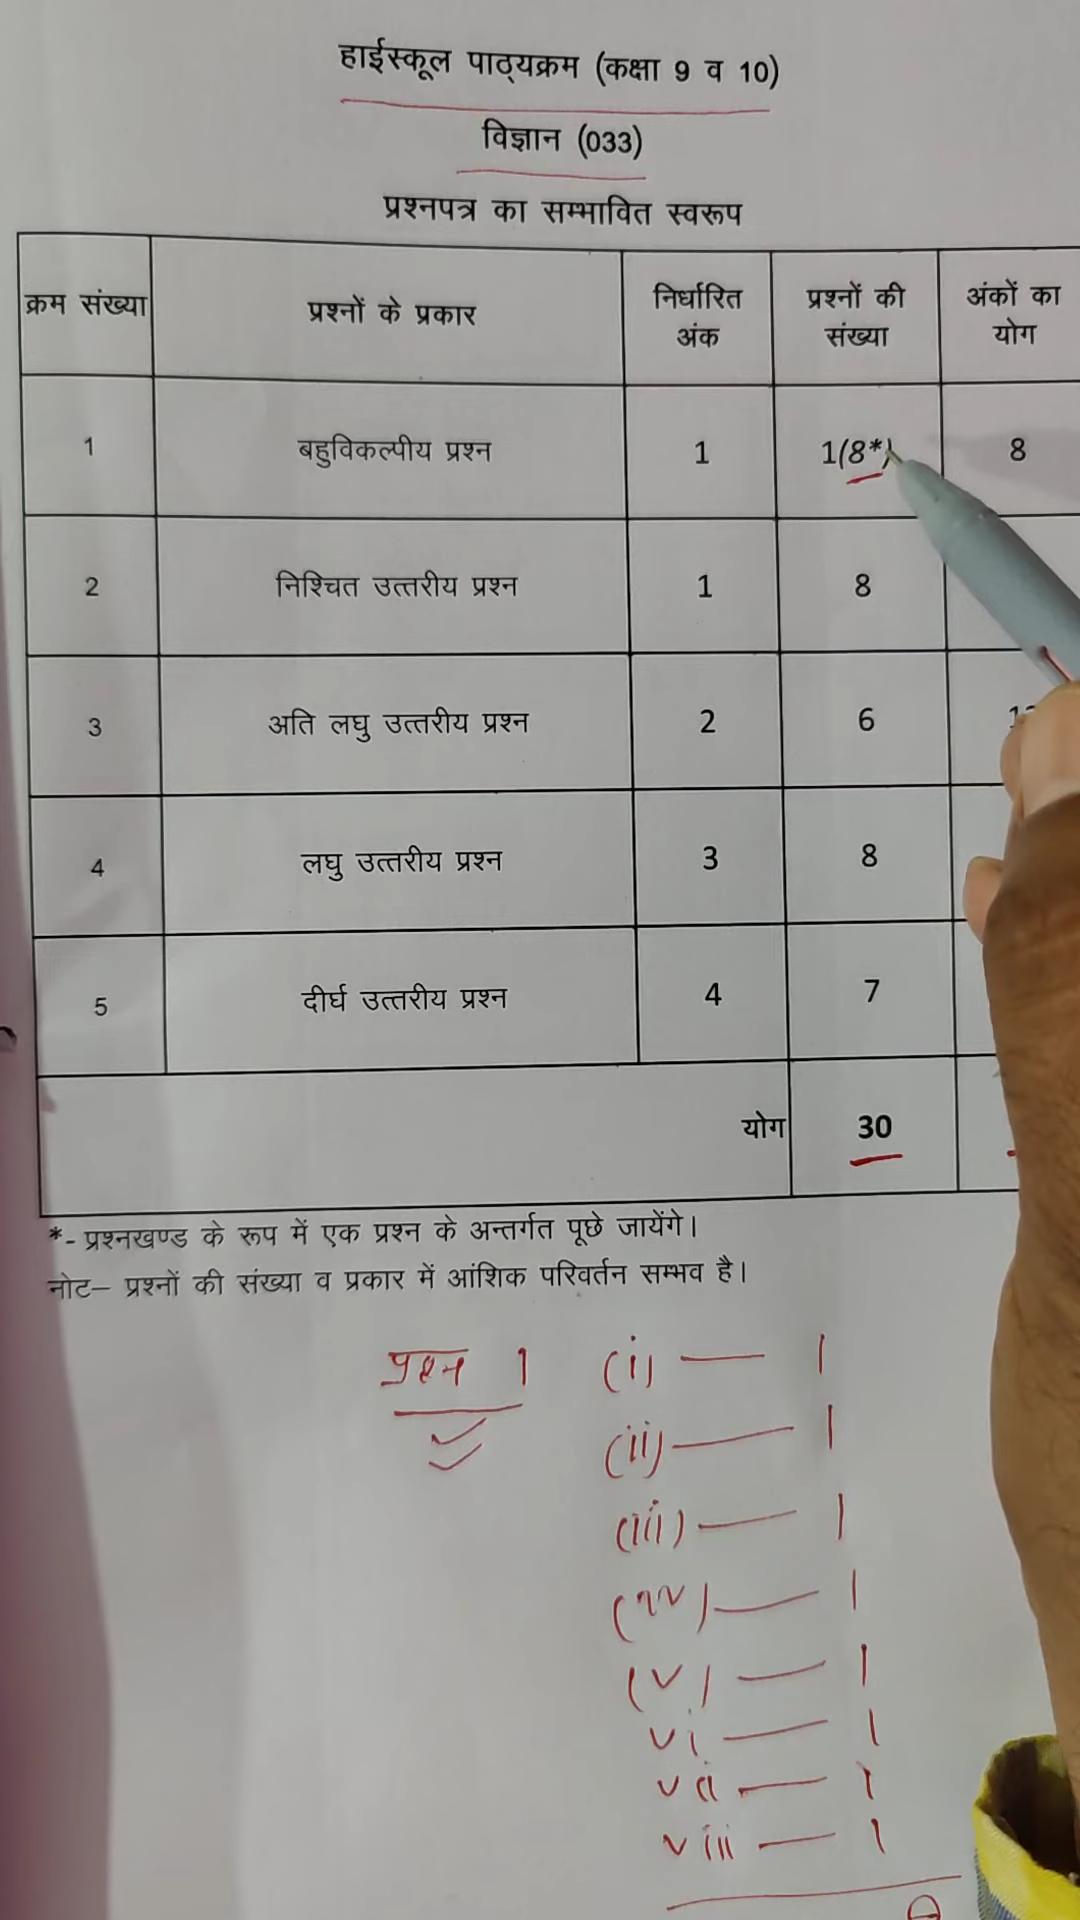 हाईस्कूल पाठ्यक्रम (कक्षा 9 व 10)
विज्ञान (033)
प्रश्नपत्र का सम्भावित स्वरूप
क्रम संख्या प्रश्नों के प्रकार निर्धारित अंक प्रश्नों की संख्या अंकों का योग
1 बहुविकल्पीय प्रश्न 1 1(8*) 8
2 निश्चित उत्तरीय प्रश्न 1 8
3 अति लघु उत्तरीय प्रश्न 2 6
4 लघु उत्तरीय प्रश्न 3 8
5 दीर्घ उत्तरीय प्रश्न 4 7
योग 30
*- प्रश्नखण्ड के रूप में एक प्रश्न के अन्तर्गत पूछे जायेंगे।
नोट– प्रश्नों की संख्या व प्रकार में आंशिक परिवर्तन सम्भव है।
प्रश्न 1 (i) — 1
(ii) — 1
(iii) — 1
(iv) — 1
(v) — 1
vi — 1
vii — 1
viii — 1